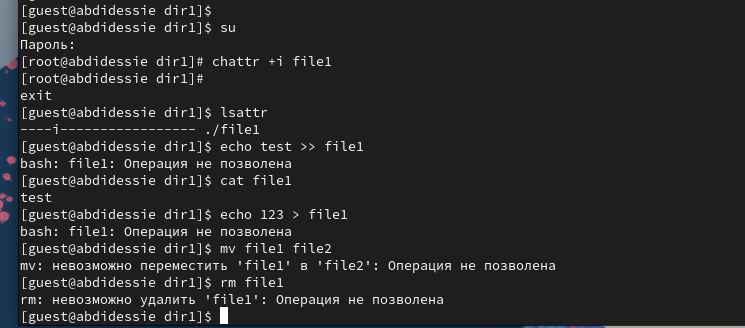 [guest@abdidessie dir1]$
[guest@abdidessie dir1]$ su
Пароль:
[root@abdidessie dir1]# chattr +i file1
[root@abdidessie dir1]#
exit
[guest@abdidessie dir1]$ lsattr
----i----------------- ./file1
[guest@abdidessie dir1]$ echo test >> file1
bash: file1: Операция не позволена
[guest@abdidessie dir1]$ cat file1
test
[guest@abdidessie dir1]$ echo 123 > file1
bash: file1: Операция не позволена
[guest@abdidessie dir1]$ mv file1 file2
mv: невозможно переместить 'file1' в 'file2': Операция не позволена
[guest@abdidessie dir1]$ rm file1
rm: невозможно удалить 'file1': Операция не позволена
[guest@abdidessie dir1]$